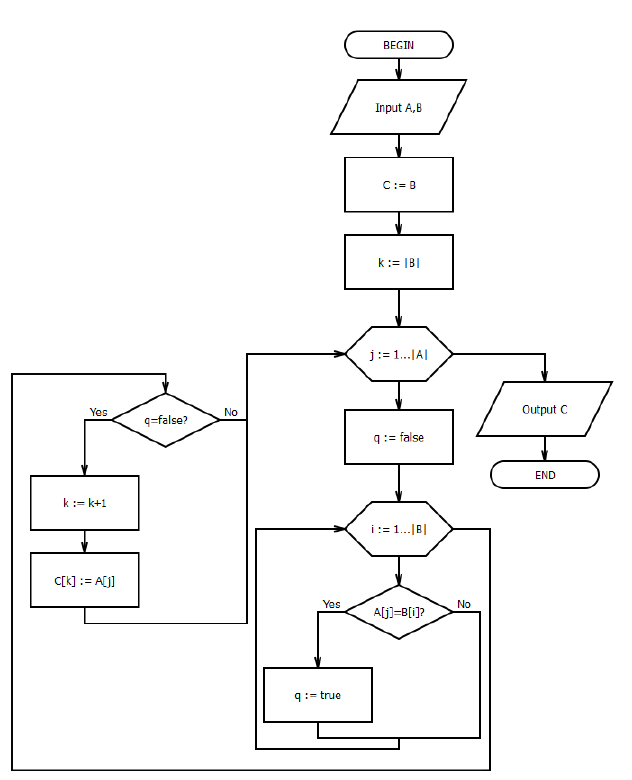 BEGIN
Input A,B
C := B
k := |B|
j := 1...|A|
Yes
q=false?
No
q := false
Output C
END
k := k+1
i := 1...|B|
C[k] := A[j]
Yes
A[j]=B[i]?
No
q := true